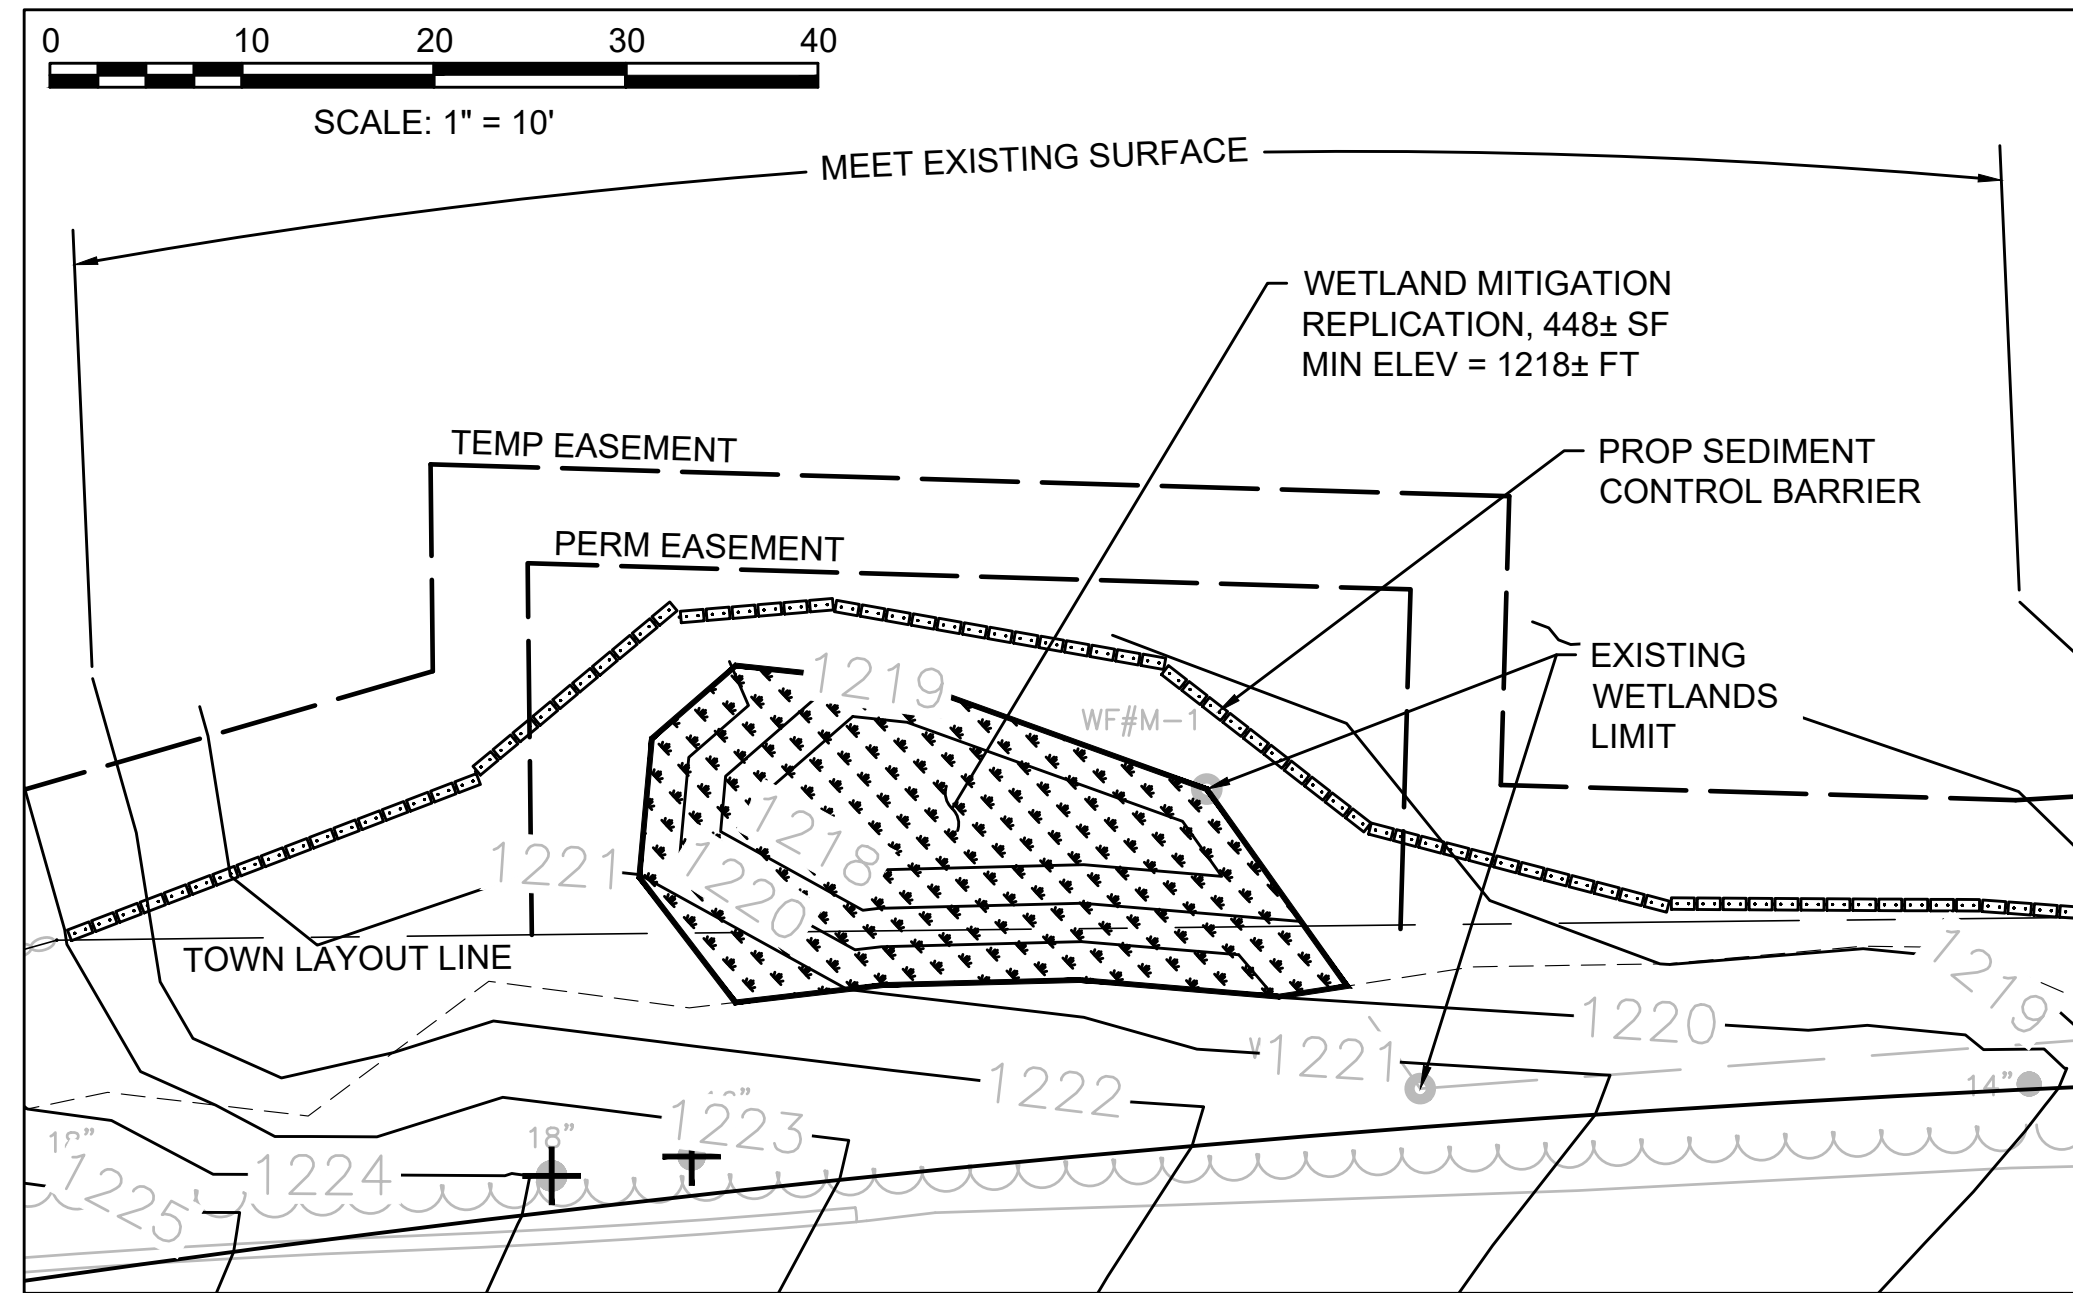 0 10 20 30 40
SCALE: 1" = 10'
MEET EXISTING SURFACE
WETLAND MITIGATION
REPLICATION, 448± SF
MIN ELEV = 1218± FT
TEMP EASEMENT
PROP SEDIMENT
CONTROL BARRIER
PERM EASEMENT
EXISTING
WETLANDS
LIMIT
1219
WF#M-1
1218
1221
1220
TOWN LAYOUT LINE
1219
1220
1221
1222
14"
1223
18"
1224
1225